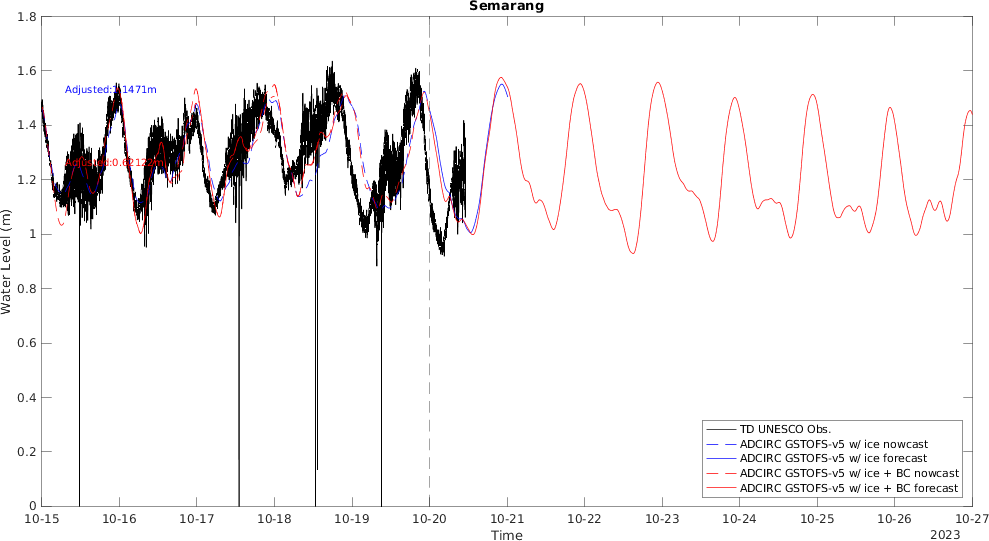 Semarang
1.8
1.6
1.4
1.2
1
0.8
0.6
0.4
0.2
0
Water Level (m)
Adjusted:1.1471m
Adjusted:0.62122m
TD UNESCO Obs.
ADCIRC GSTOFS-v5 w/ ice nowcast
ADCIRC GSTOFS-v5 w/ ice forecast
ADCIRC GSTOFS-v5 w/ ice + BC nowcast
ADCIRC GSTOFS-v5 w/ ice + BC forecast
10-15 10-16 10-17 10-18 10-19 10-20 10-21 10-22 10-23 10-24 10-25 10-26 10-27
Time
2023